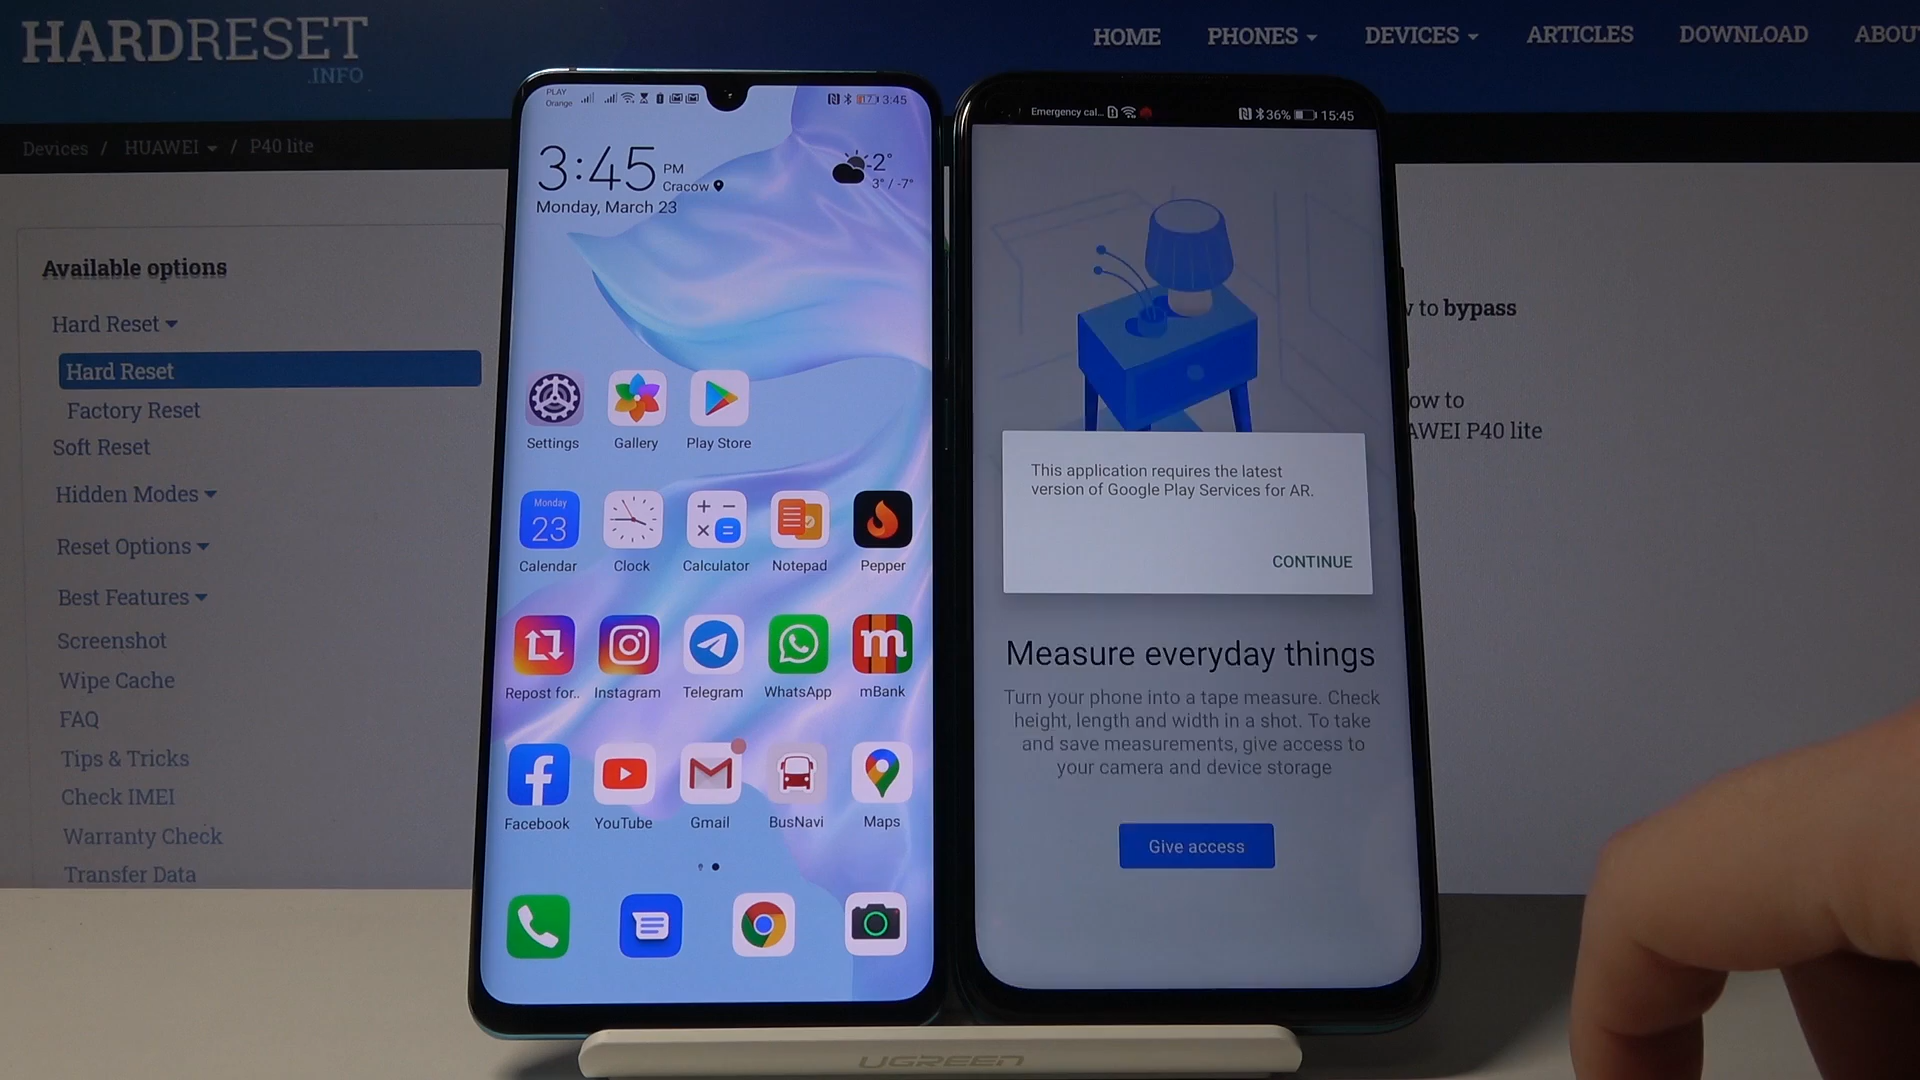 HARDRESET
.INFO
HOME
PHONES
DEVICES
ARTICLES
DOWNLOAD
Devices / HUAWEI / P40 lite
Available options
Hard Reset
Hard Reset
Factory Reset
Soft Reset
Hidden Modes
Reset Options
Best Features
Screenshot
Wipe Cache
FAQ
Tips & Tricks
Check IMEI
Warranty Check
Transfer Data
PLAY
Orange
17
3:45
3:45 PM
Cracow
Monday, March 23
-2°
3° / -7°
Settings
Gallery
Play Store
Monday
23
Calendar
Clock
Calculator
Notepad
Pepper
m
Repost for..
Instagram
Telegram
WhatsApp
mBank
Facebook
YouTube
Gmail
BusNavi
Maps
Emergency cal...
36%
15:45
This application requires the latest
version of Google Play Services for AR.
CONTINUE
Measure everyday things
Turn your phone into a tape measure. Check
height, length and width in a shot. To take
and save measurements, give access to
your camera and device storage
Give access
to bypass
to
P40 lite
UGREEN